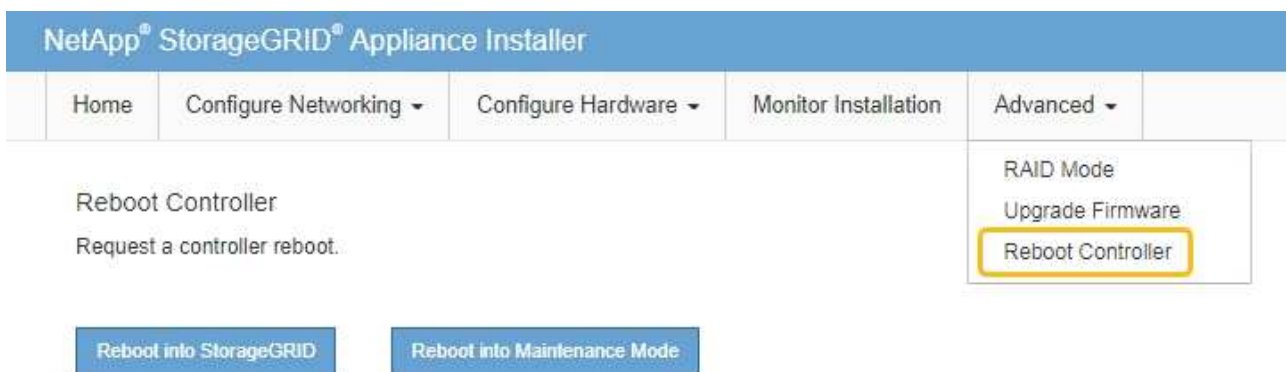 NetApp® StorageGRID® Appliance Installer
Home Configure Networking Configure Hardware Monitor Installation Advanced
RAID Mode
Upgrade Firmware
Reboot Controller
Reboot Controller
Request a controller reboot.
Reboot into StorageGRID Reboot into Maintenance Mode